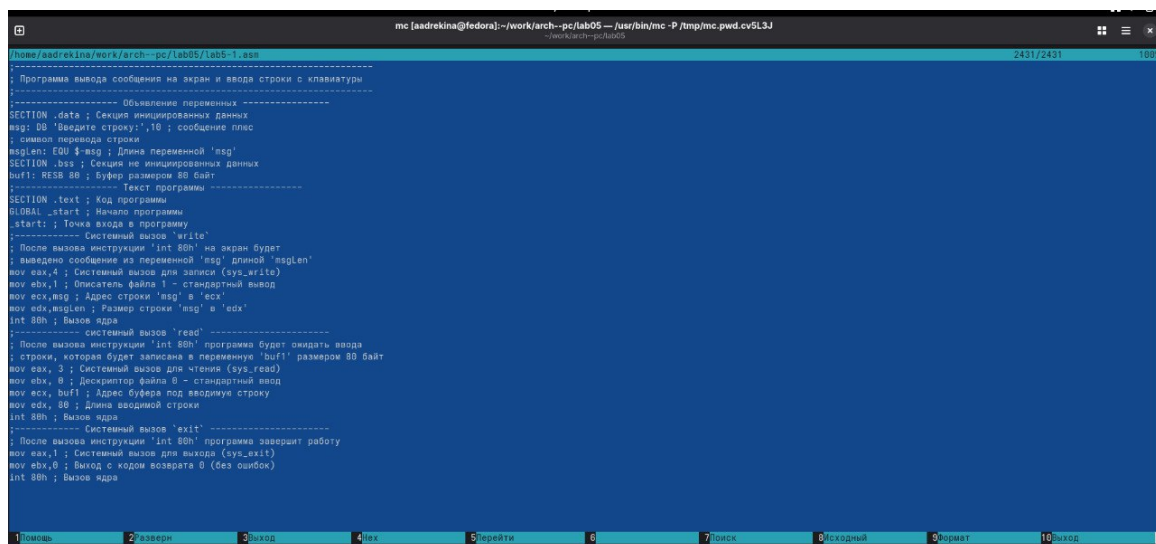 mc [aadrekina@fedora]:~/work/arch--pc/lab05 — /usr/bin/mc -P /tmp/mc.pwd.cv5L3J
~/work/arch--pc/lab05
/home/aadrekina/work/arch--pc/lab05/lab5-1.asm 2431/2431 100%
;--------------------------------------------------------------------
; Программа вывода сообщения на экран и ввода строки с клавиатуры
;--------------------------------------------------------------------
;------------------- Объявление переменных ----------------
SECTION .data ; Секция инициированных данных
msg: DB 'Введите строку:',10 ; сообщение плюс
; символ перевода строки
msgLen: EQU $-msg ; Длина переменной 'msg'
SECTION .bss ; Секция не инициированных данных
buf1: RESB 80 ; Буфер размером 80 байт
;------------------- Текст программы -----------------
SECTION .text ; Код программы
GLOBAL _start ; Начало программы
_start: ; Точка входа в программу
;------------ Системный вызов `write`
; После вызова инструкции 'int 80h' на экран будет
; выведено сообщение из переменной 'msg' длиной 'msgLen'
mov eax,4 ; Системный вызов для записи (sys_write)
mov ebx,1 ; Описатель файла 1 - стандартный вывод
mov ecx,msg ; Адрес строки 'msg' в 'ecx'
mov edx,msgLen ; Размер строки 'msg' в 'edx'
int 80h ; Вызов ядра
;------------ системный вызов `read` ----------------------
; После вызова инструкции 'int 80h' программа будет ожидать ввода
; строки, которая будет записана в переменную 'buf1' размером 80 байт
mov eax, 3 ; Системный вызов для чтения (sys_read)
mov ebx, 0 ; Дескриптор файла 0 - стандартный ввод
mov ecx, buf1 ; Адрес буфера под вводимую строку
mov edx, 80 ; Длина вводимой строки
int 80h ; Вызов ядра
;------------ Системный вызов `exit` ----------------------
; После вызова инструкции 'int 80h' программа завершит работу
mov eax,1 ; Системный вызов для выхода (sys_exit)
mov ebx,0 ; Выход с кодом возврата 0 (без ошибок)
int 80h ; Вызов ядра
1Помощь 2Разверн 3Выход 4Hex 5Перейти 6 7Поиск 8Исходный 9Формат 10Выход